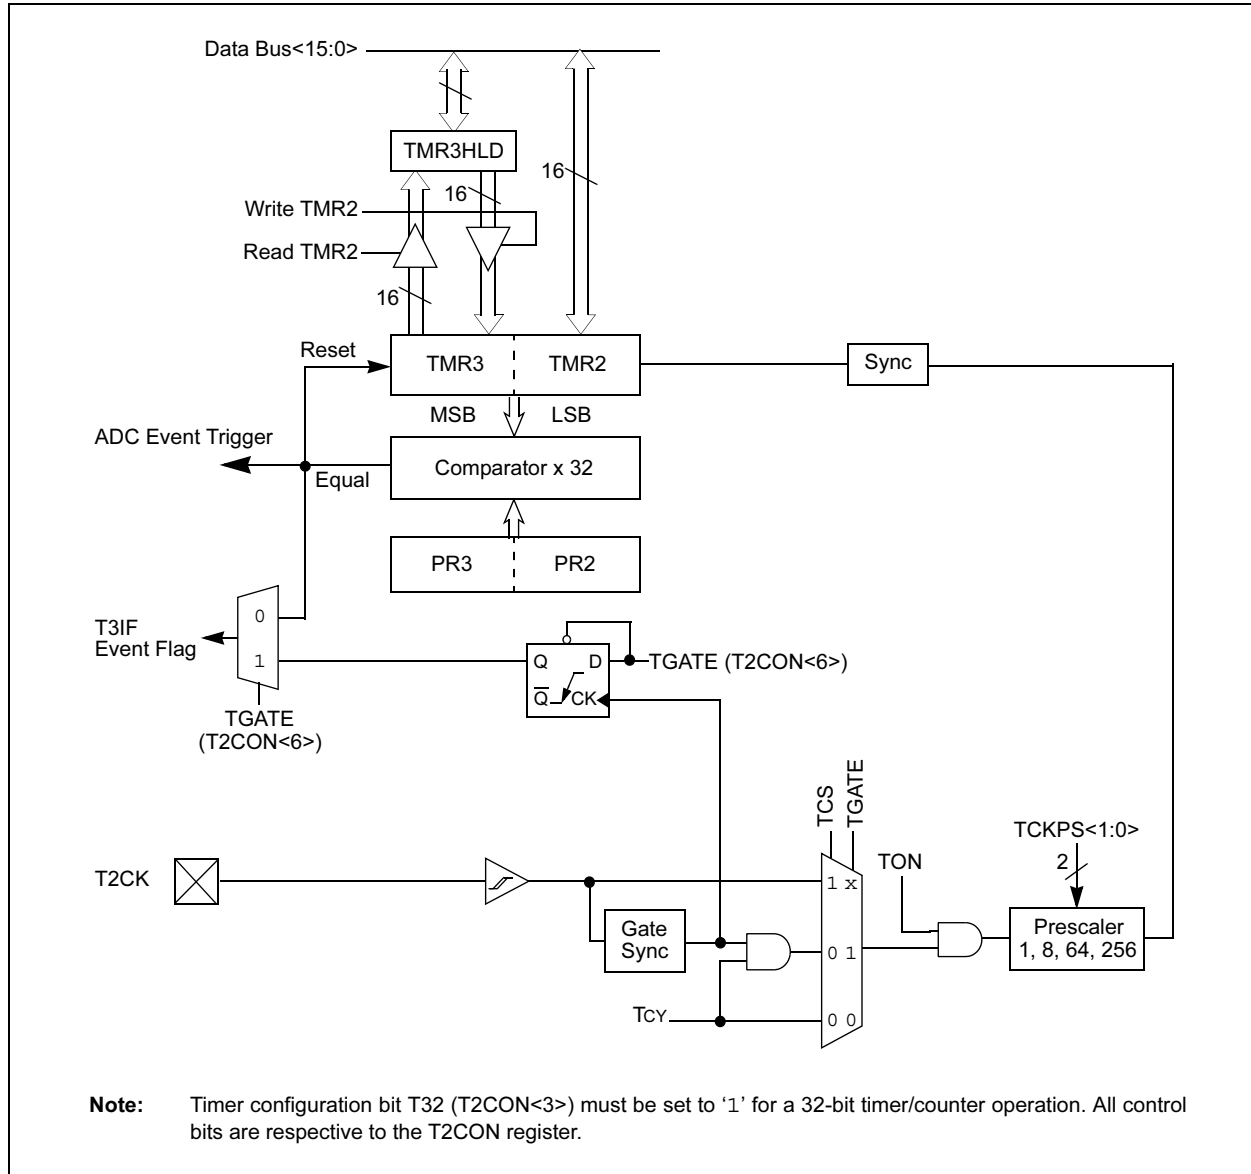 Data Bus<15:0>
TMR3HLD
16
16
Write TMR2
Read TMR2
16
Reset
TMR3
TMR2
Sync
MSB
LSB
ADC Event Trigger
Equal
Comparator x 32
PR3
PR2
0
T3IF
Event Flag
1
Q
D
TGATE (T2CON<6>)
Q
CK
TGATE
(T2CON<6>)
TCS
TGATE
TCKPS<1:0>
2
TON
T2CK
1 x
Gate
Sync
0 1
Prescaler
1, 8, 64, 256
TCY
0 0
Note: Timer configuration bit T32 (T2CON<3>) must be set to ‘1’ for a 32-bit timer/counter operation. All control
bits are respective to the T2CON register.